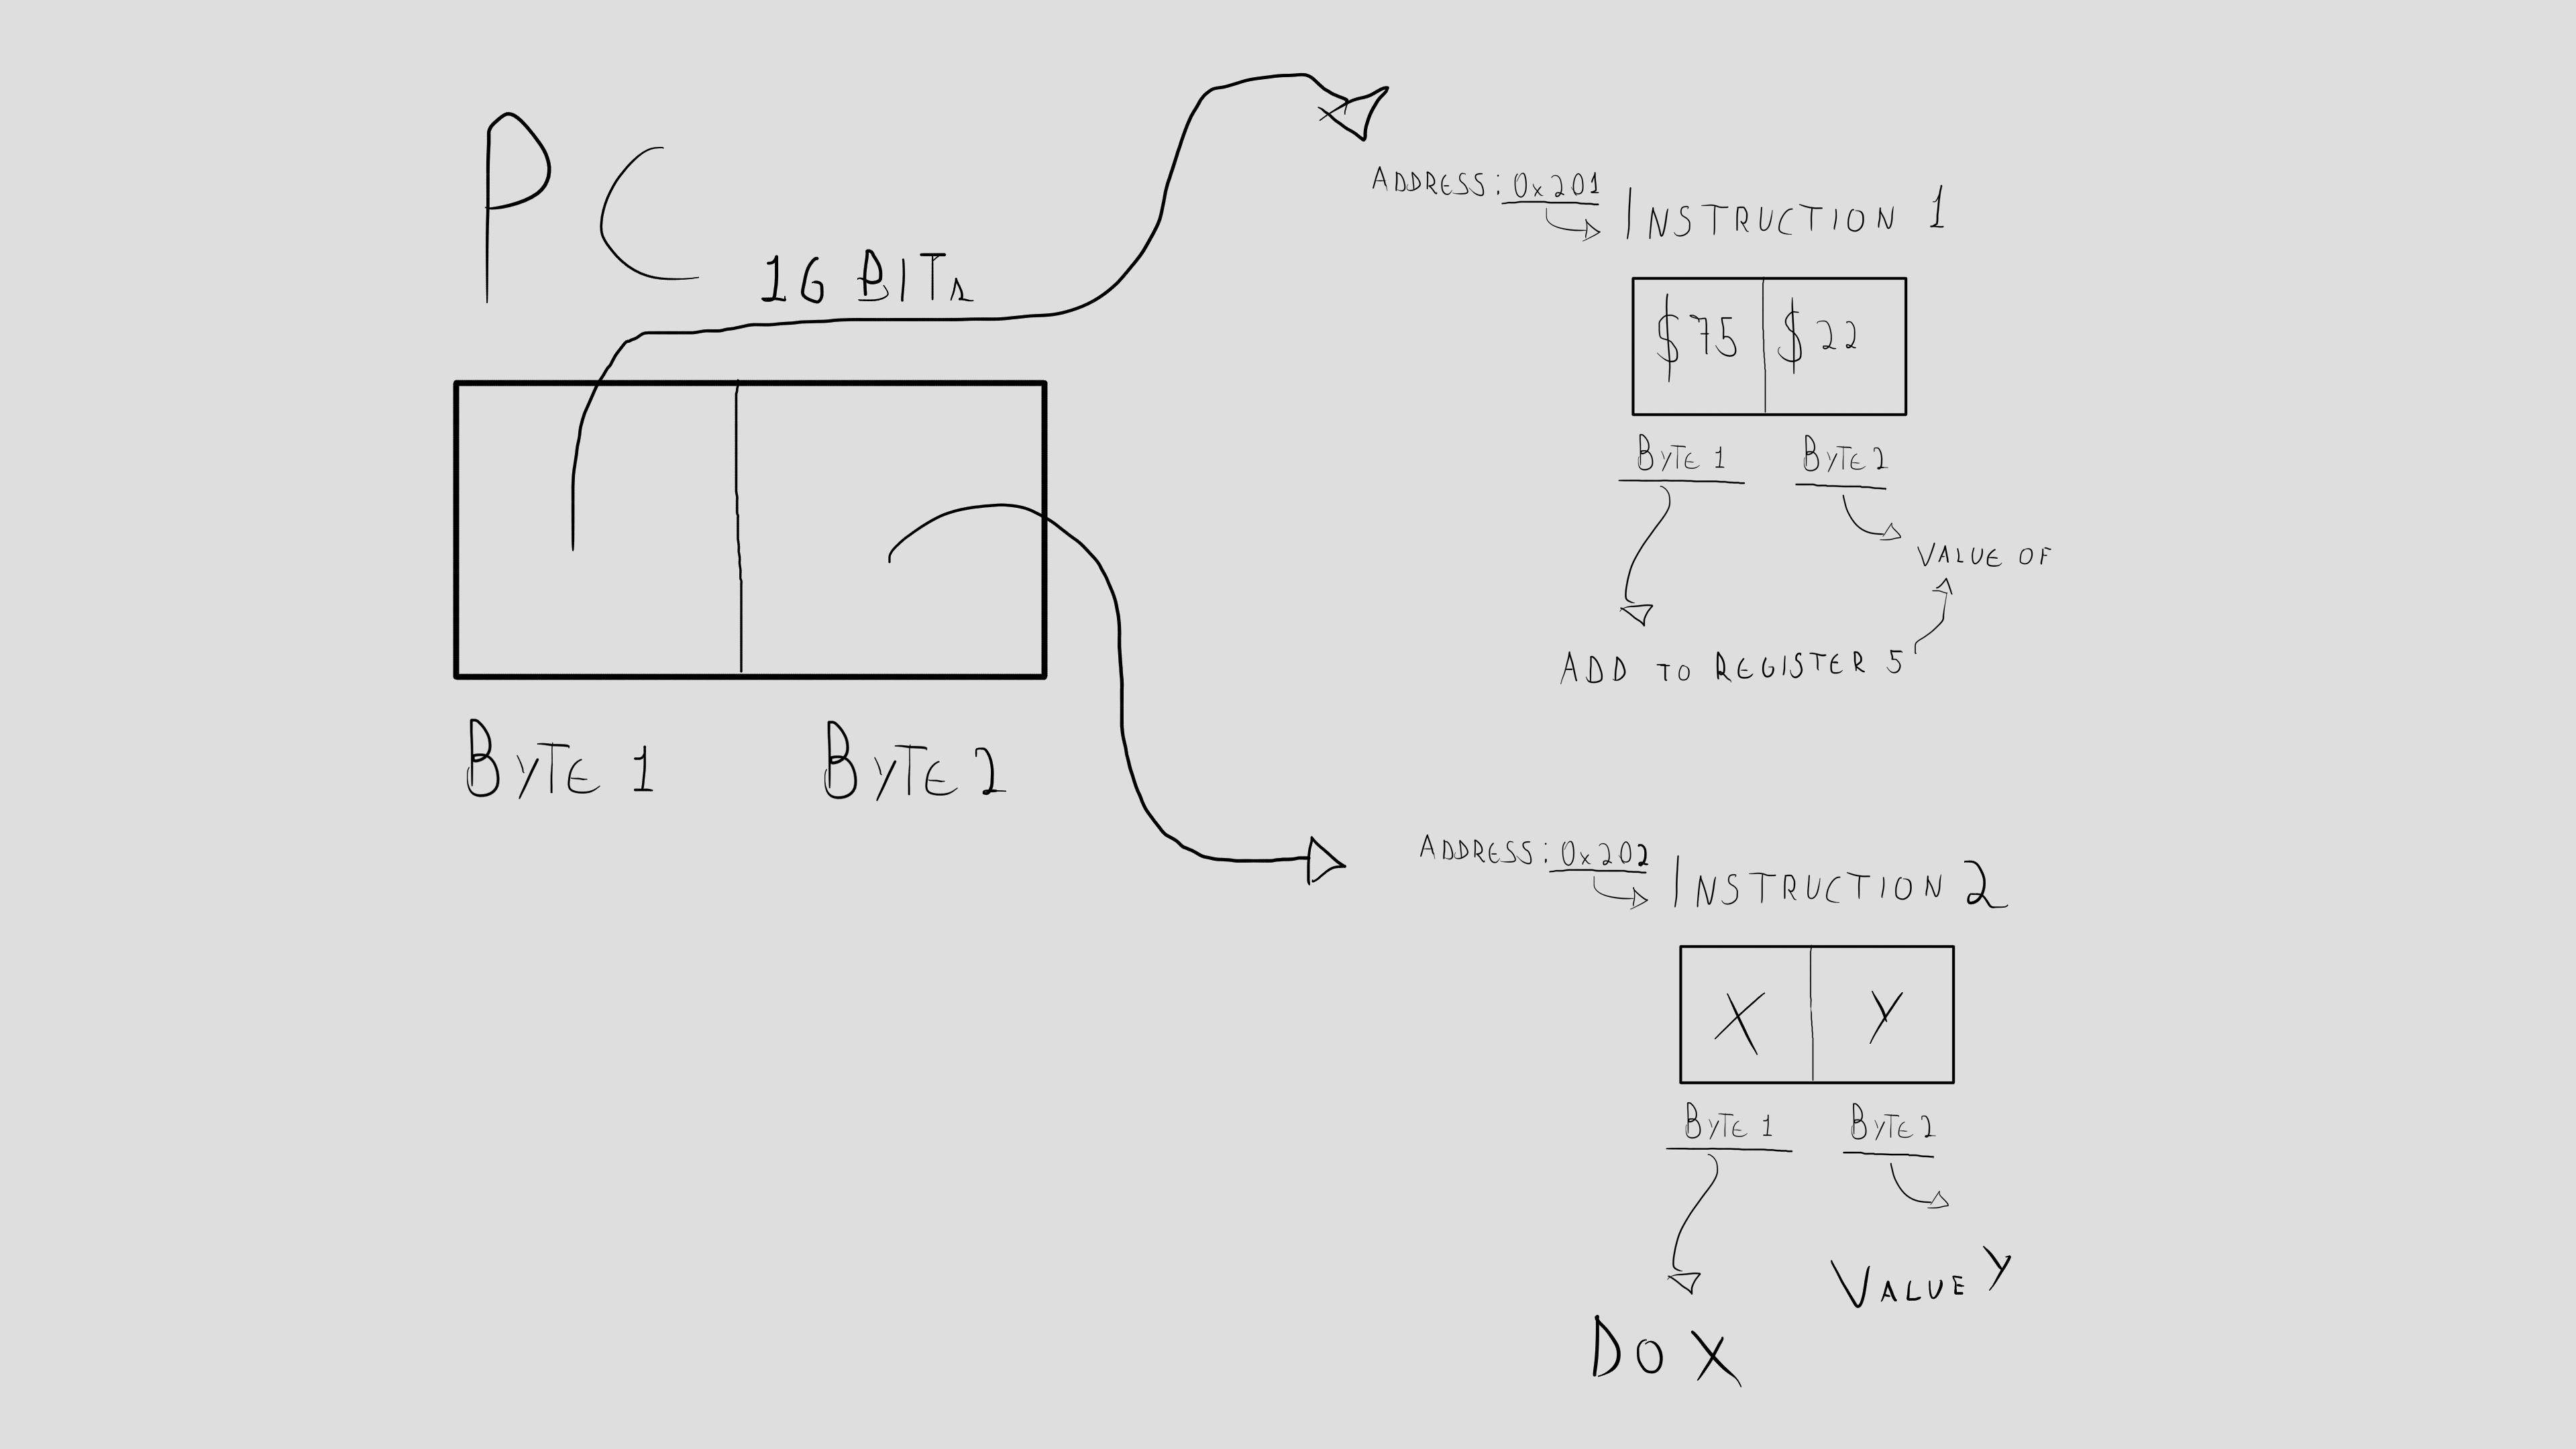 PC
16 BITS
BYTE 1
BYTE 2
ADDRESS: 0x201
INSTRUCTION 1
$75
$22
BYTE 1
BYTE 2
VALUE OF
ADD TO REGISTER 5
ADDRESS: 0x202
INSTRUCTION 2
X
Y
BYTE 1
BYTE 2
VALUE Y
DO X